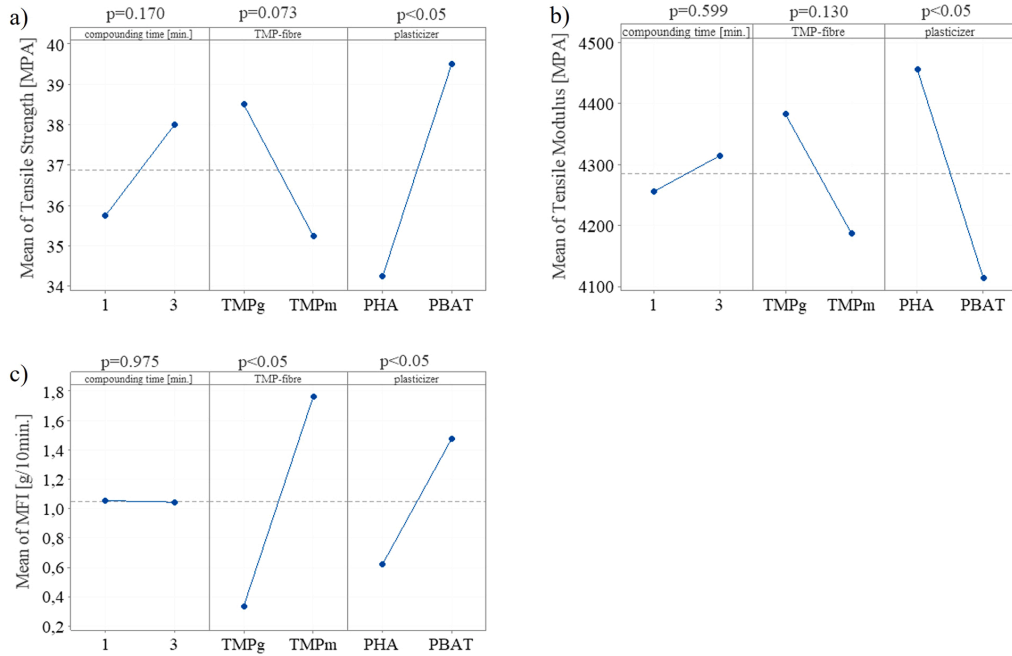 a)
p=0.170 p=0.073 p<0.05
compounding time [min.] TMP-fibre plasticizer
Mean of Tensile Strength [MPA]
40
39
38
37
36
35
34
1 3 TMPg TMPm PHA PBAT
b)
p=0.599 p=0.130 p<0.05
compounding time [min.] TMP-fibre plasticizer
Mean of Tensile Modulus [MPA]
4500
4400
4300
4200
4100
1 3 TMPg TMPm PHA PBAT
c)
p=0.975 p<0.05 p<0.05
compounding time [min.] TMP-fibre plasticizer
Mean of MFI [g/10min.]
1,8
1,6
1,4
1,2
1,0
0,8
0,6
0,4
0,2
1 3 TMPg TMPm PHA PBAT